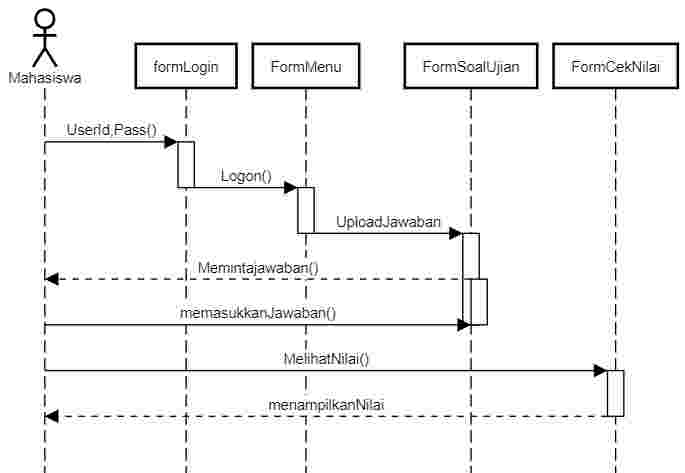 Mahasiswa
formLogin
FormMenu
FormSoalUjian
FormCekNilai
UserId,Pass()
Logon()
UploadJawaban
Memintajawaban()
memasukkanJawaban()
MelihatNilai()
menampilkanNilai